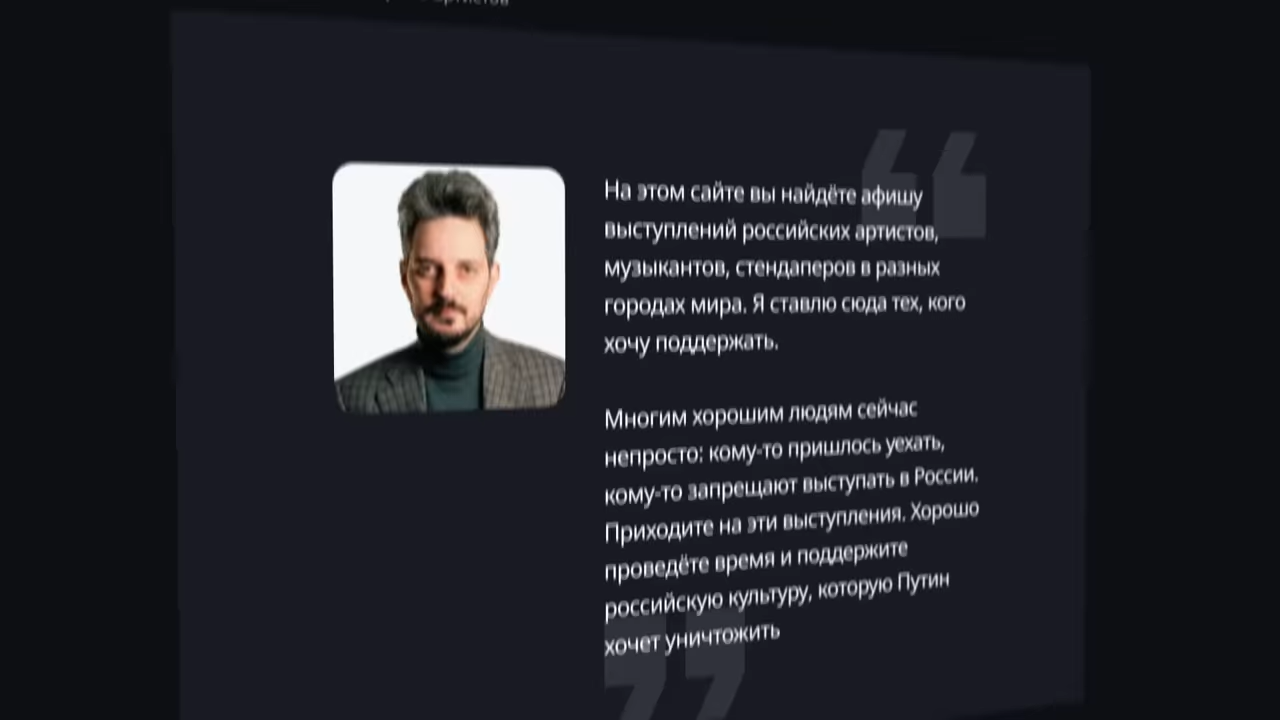 артистов
На этом сайте вы найдёте афишу
выступлений российских артистов,
музыкантов, стендаперов в разных
городах мира. Я ставлю сюда тех, кого
хочу поддержать.
Многим хорошим людям сейчас
непросто: кому-то пришлось уехать,
кому-то запрещают выступать в России.
Приходите на эти выступления. Хорошо
проведёте время и поддержите
российскую культуру, которую Путин
хочет уничтожить